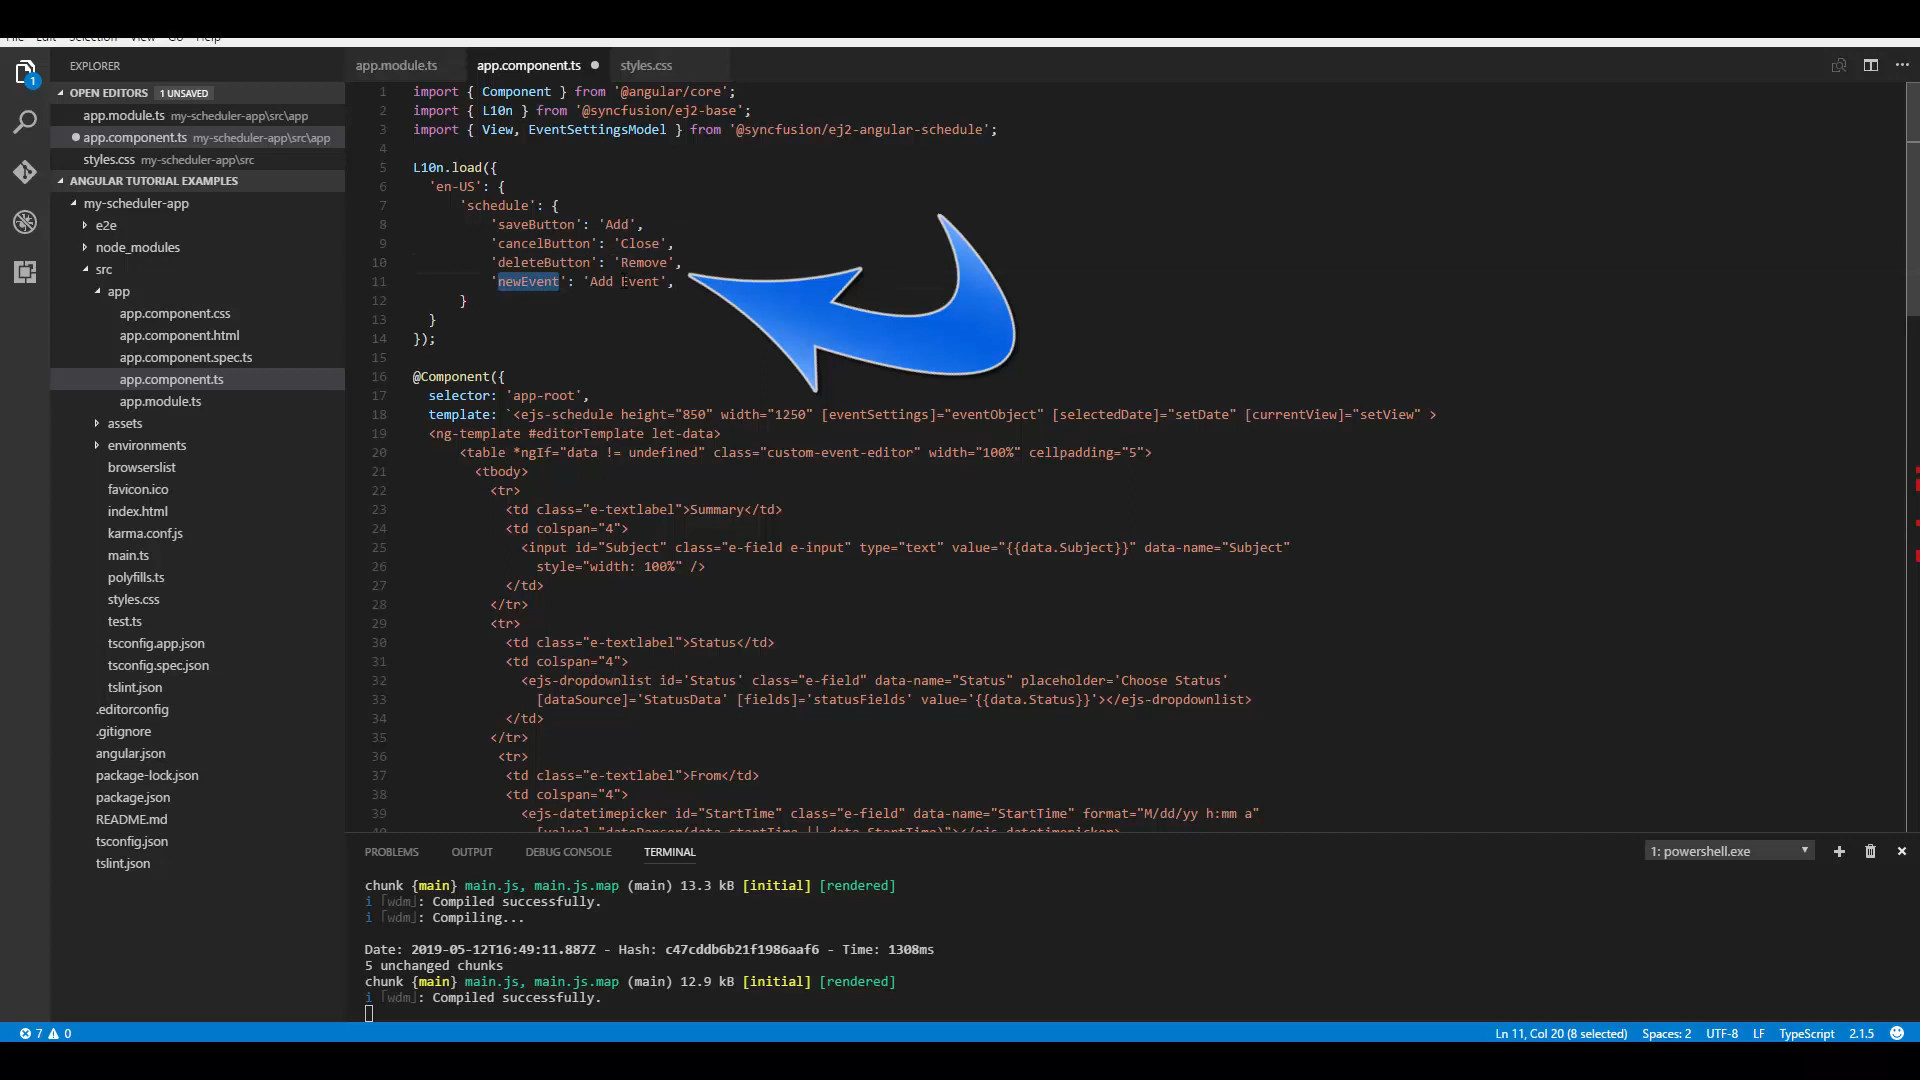 File Edit Selection View Go Help
EXPLORER
OPEN EDITORS 1 UNSAVED
app.module.ts my-scheduler-app\src\app
app.component.ts my-scheduler-app\src\app
styles.css my-scheduler-app\src
ANGULAR TUTORIAL EXAMPLES
my-scheduler-app
e2e
node_modules
src
app
app.component.css
app.component.html
app.component.spec.ts
app.component.ts
app.module.ts
assets
environments
browserslist
favicon.ico
index.html
karma.conf.js
main.ts
polyfills.ts
styles.css
test.ts
tsconfig.app.json
tsconfig.spec.json
tslint.json
.editorconfig
.gitignore
angular.json
package-lock.json
package.json
README.md
tsconfig.json
tslint.json
1
app.module.ts app.component.ts styles.css
1 import { Component } from '@angular/core';
2 import { L10n } from '@syncfusion/ej2-base';
3 import { View, EventSettingsModel } from '@syncfusion/ej2-angular-schedule';
4
5 L10n.load({
6 'en-US': {
7 'schedule': {
8 'saveButton': 'Add',
9 'cancelButton': 'Close',
10 'deleteButton': 'Remove',
11 'newEvent': 'Add Event',
12 }
13 }
14 });
15
16 @Component({
17 selector: 'app-root',
18 template: `<ejs-schedule height="850" width="1250" [eventSettings]="eventObject" [selectedDate]="setDate" [currentView]="setView" >
19 <ng-template #editorTemplate let-data>
20 <table *ngIf="data != undefined" class="custom-event-editor" width="100%" cellpadding="5">
21 <tbody>
22 <tr>
23 <td class="e-textlabel">Summary</td>
24 <td colspan="4">
25 <input id="Subject" class="e-field e-input" type="text" value="{{data.Subject}}" data-name="Subject"
26 style="width: 100%" />
27 </td>
28 </tr>
29 <tr>
30 <td class="e-textlabel">Status</td>
31 <td colspan="4">
32 <ejs-dropdownlist id='Status' class="e-field" data-name="Status" placeholder='Choose Status'
33 [dataSource]='StatusData' [fields]='statusFields' value='{{data.Status}}'></ejs-dropdownlist>
34 </td>
35 </tr>
36 <tr>
37 <td class="e-textlabel">From</td>
38 <td colspan="4">
39 <ejs-datetimepicker id="StartTime" class="e-field" data-name="StartTime" format="M/dd/yy h:mm a"
40 [value]="dateParser(data.startTime || data.StartTime)"></ejs-datetimepicker>
PROBLEMS OUTPUT DEBUG CONSOLE TERMINAL
1: powershell.exe
chunk {main} main.js, main.js.map (main) 13.3 kB [initial] [rendered]
i ｢wdm｣: Compiled successfully.
i ｢wdm｣: Compiling...
Date: 2019-05-12T16:49:11.887Z - Hash: c47cddb6b21f1986aaf6 - Time: 1308ms
5 unchanged chunks
chunk {main} main.js, main.js.map (main) 12.9 kB [initial] [rendered]
i ｢wdm｣: Compiled successfully.
7 0 Ln 11, Col 20 (8 selected) Spaces: 2 UTF-8 LF TypeScript 2.1.5